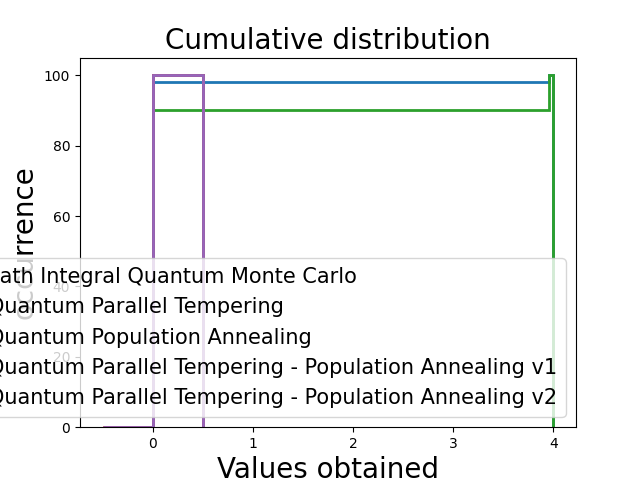 Cumulative distribution
100
80
60
40
20
0
occurrence
ath Integral Quantum Monte Carlo
Quantum Parallel Tempering
Quantum Population Annealing
Quantum Parallel Tempering - Population Annealing v1
Quantum Parallel Tempering - Population Annealing v2
0 1 2 3 4
Values obtained